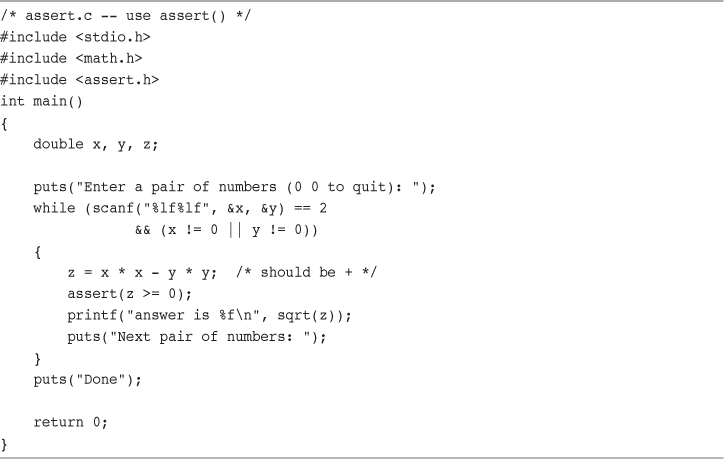 /* assert.c -- use assert() */
#include <stdio.h>
#include <math.h>
#include <assert.h>
int main()
{
    double x, y, z;

    puts("Enter a pair of numbers (0 0 to quit): ");
    while (scanf("%lf%lf", &x, &y) == 2
                && (x != 0 || y != 0))
    {
        z = x * x - y * y;  /* should be + */
        assert(z >= 0);
        printf("answer is %f\n", sqrt(z));
        puts("Next pair of numbers: ");
    }
    puts("Done");

    return 0;
}